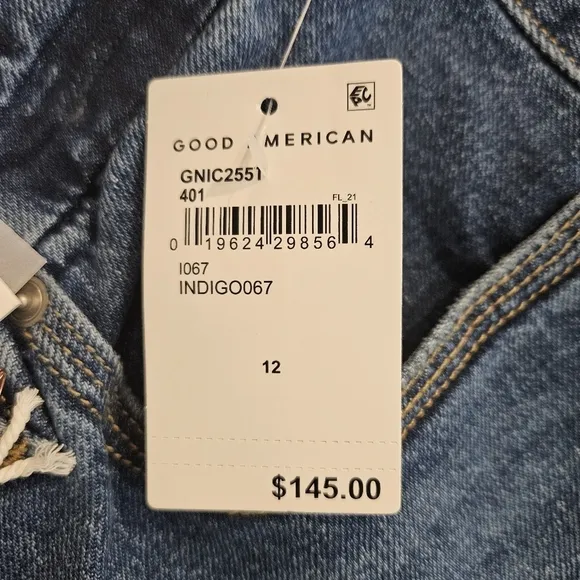 GOOD AMERICAN
GNIC2551
401
FL_21
0 19624 29856 4
I067
INDIGO067
12
$145.00